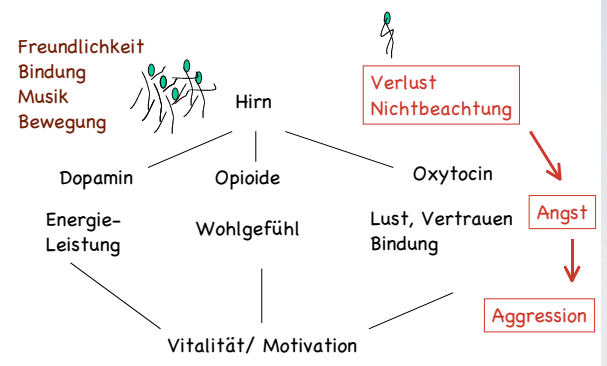 Freundlichkeit
Bindung
Musik
Bewegung
Hirn
Verlust
Nichtbeachtung
Dopamin
Opioide
Oxytocin
Energie-
Leistung
Wohlgefühl
Lust, Vertrauen
Bindung
Angst
Aggression
Vitalität/ Motivation